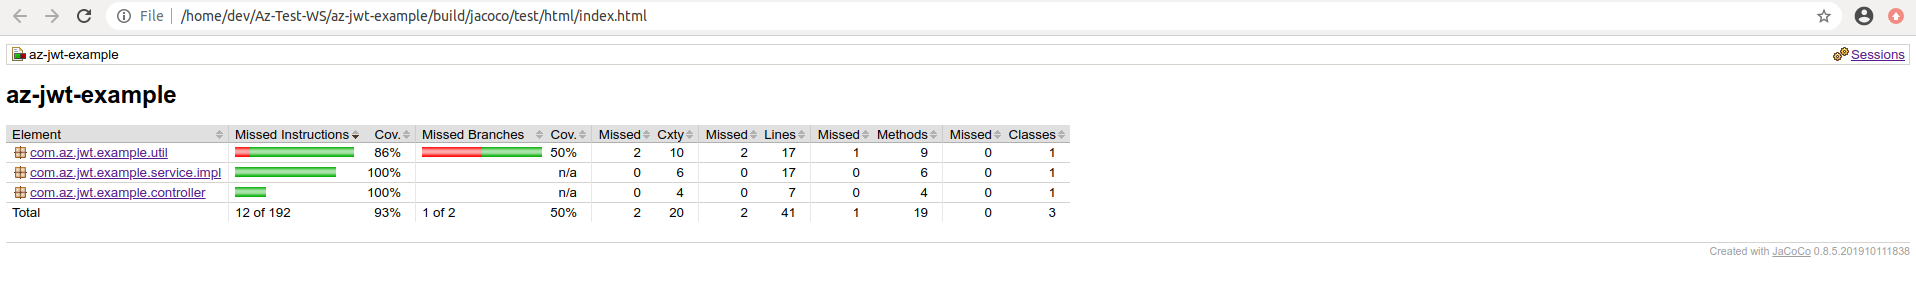 File /home/dev/Az-Test-WS/az-jwt-example/build/jacoco/test/html/index.html
az-jwt-example Sessions
az-jwt-example
Element Missed Instructions Cov. Missed Branches Cov. Missed Cxty Missed Lines Missed Methods Missed Classes
com.az.jwt.example.util 86% 50% 2 10 2 17 1 9 0 1
com.az.jwt.example.service.impl 100% n/a 0 6 0 17 0 6 0 1
com.az.jwt.example.controller 100% n/a 0 4 0 7 0 4 0 1
Total 12 of 192 93% 1 of 2 50% 2 20 2 41 1 19 0 3
Created with JaCoCo 0.8.5.201910111838